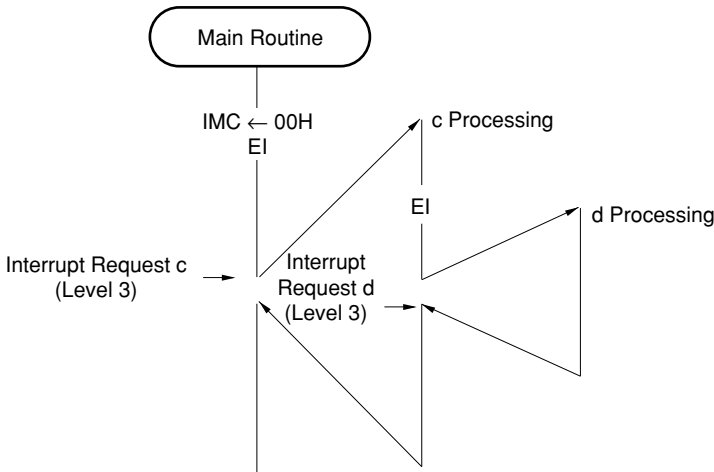 Main Routine
IMC ← 00H
EI
c Processing
EI
d Processing
Interrupt Request c
(Level 3)
Interrupt
Request d
(Level 3)